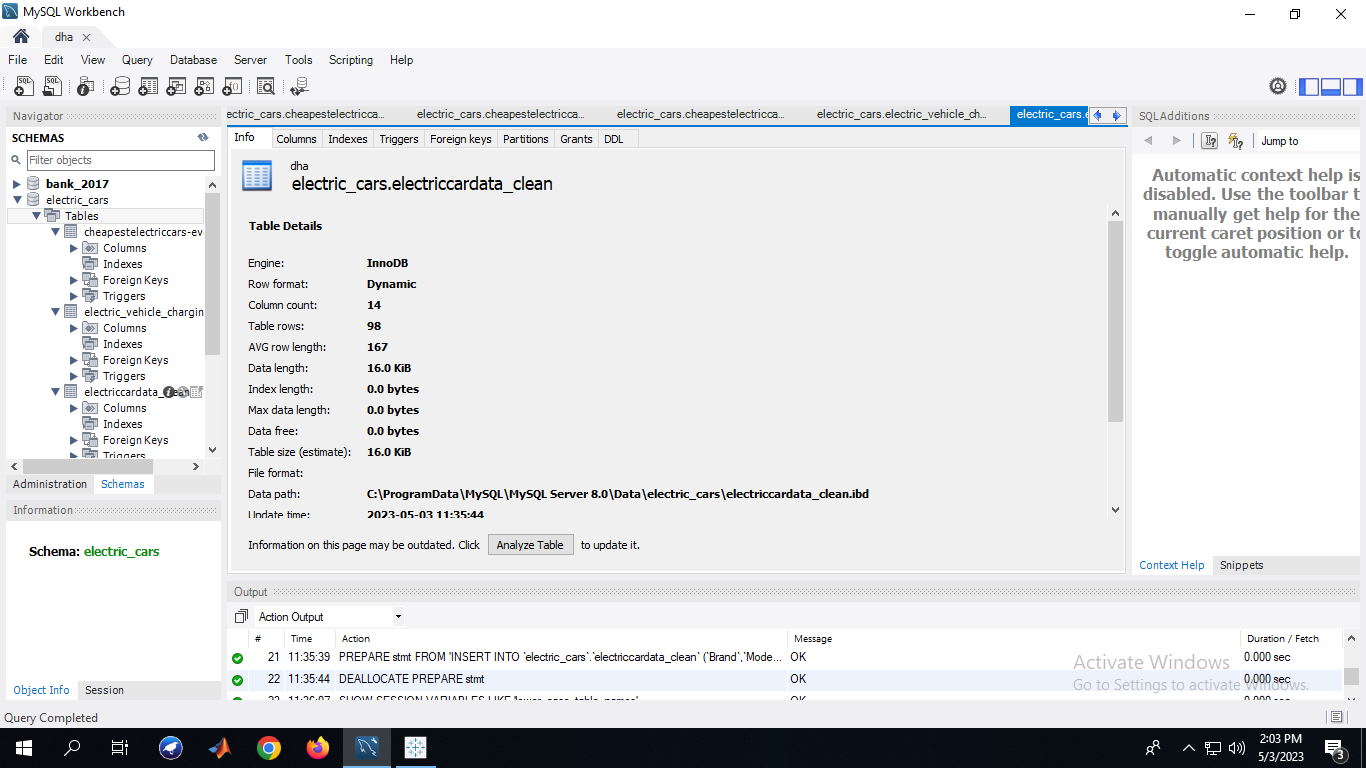 MySQL Workbench
dha
File Edit View Query Database Server Tools Scripting Help
Navigator
SCHEMAS
Filter objects
bank_2017
electric_cars
Tables
cheapestelectriccars-ev
Columns
Indexes
Foreign Keys
Triggers
electric_vehicle_chargin
Columns
Indexes
Foreign Keys
Triggers
electriccardata_clean
Columns
Indexes
Foreign Keys
Triggers
Administration Schemas
Information
Schema: electric_cars
Object Info Session
electric_cars.cheapestelectricca... electric_cars.cheapestelectricca... electric_cars.cheapestelectricca... electric_cars.electric_vehicle_ch... electric_cars.e
Info Columns Indexes Triggers Foreign keys Partitions Grants DDL
dha
electric_cars.electriccardata_clean
Table Details
Engine: InnoDB
Row format: Dynamic
Column count: 14
Table rows: 98
AVG row length: 167
Data length: 16.0 KiB
Index length: 0.0 bytes
Max data length: 0.0 bytes
Data free: 0.0 bytes
Table size (estimate): 16.0 KiB
File format:
Data path: C:\ProgramData\MySQL\MySQL Server 8.0\Data\electric_cars\electriccardata_clean.ibd
Update time: 2023-05-03 11:35:44
Information on this page may be outdated. Click Analyze Table to update it.
SQLAdditions
Jump to
Automatic context help is
disabled. Use the toolbar t
manually get help for the
current caret position or to
toggle automatic help.
Context Help Snippets
Output
Action Output
# Time Action Message Duration / Fetch
21 11:35:39 PREPARE stmt FROM 'INSERT INTO `electric_cars`.`electriccardata_clean` (`Brand`,`Mode... OK 0.000 sec
22 11:35:44 DEALLOCATE PREPARE stmt OK 0.000 sec
Activate Windows
Go to Settings to activate Windows.
Query Completed
2:03 PM
5/3/2023
3